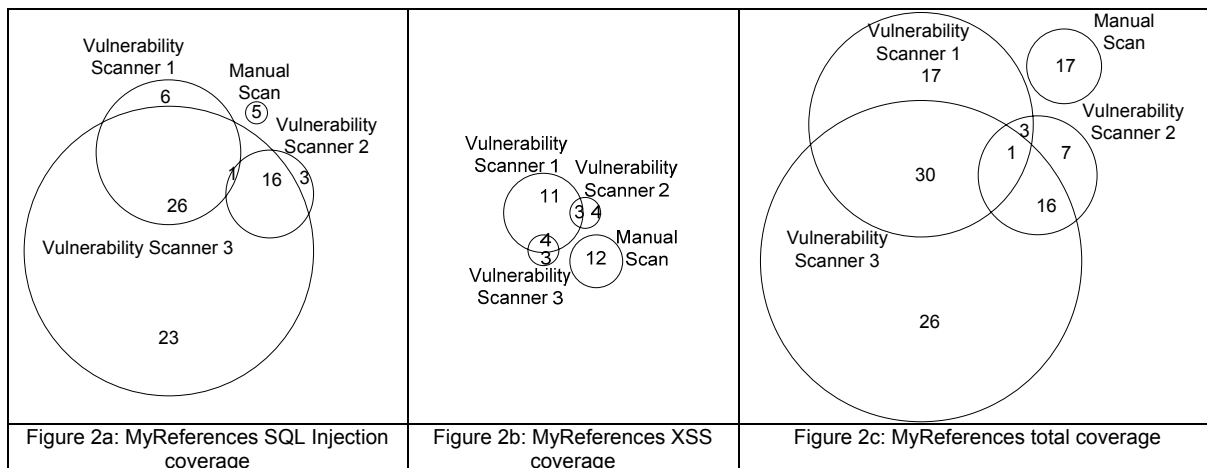 Vulnerability
Scanner 1
6
Manual
Scan
5
Vulnerability
Scanner 2
1
16
3
26
Vulnerability Scanner 3
23
Figure 2a: MyReferences SQL Injection
coverage
Vulnerability
Scanner 1
11
Vulnerability
Scanner 2
3
4
4
3
Manual
Scan
12
Vulnerability
Scanner 3
Figure 2b: MyReferences XSS
coverage
Vulnerability
Scanner 1
17
Manual
Scan
17
Vulnerability
Scanner 2
3
1
7
30
16
Vulnerability
Scanner 3
26
Figure 2c: MyReferences total coverage